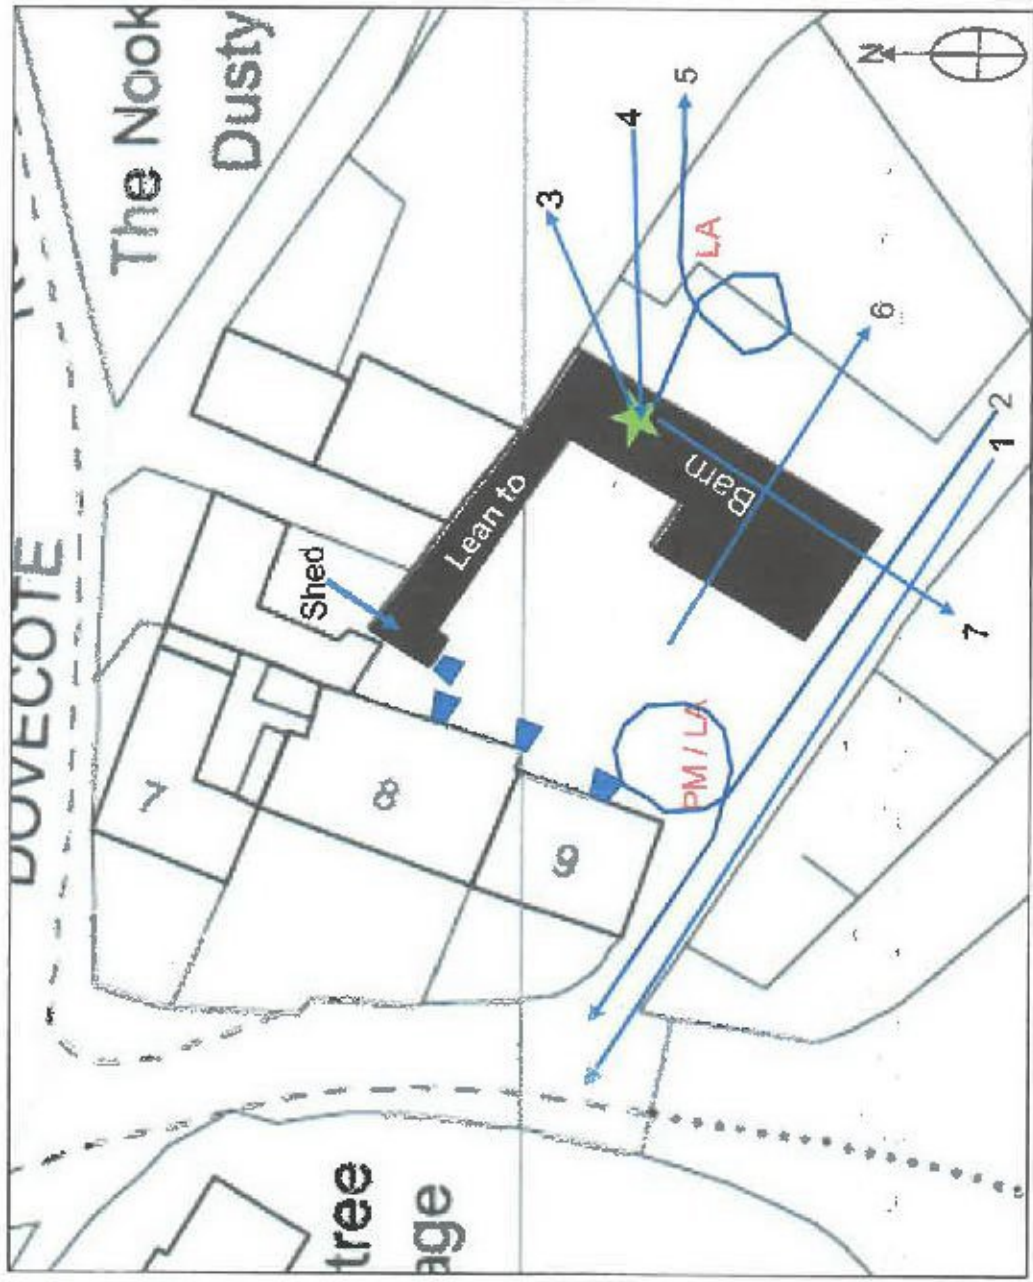 DOVECOTE
The Nook
Dusty
N
5
4
3
LA
Shed
Lean to
Barn
7
8
9
6
2
1
7
PM / LA
tree
age